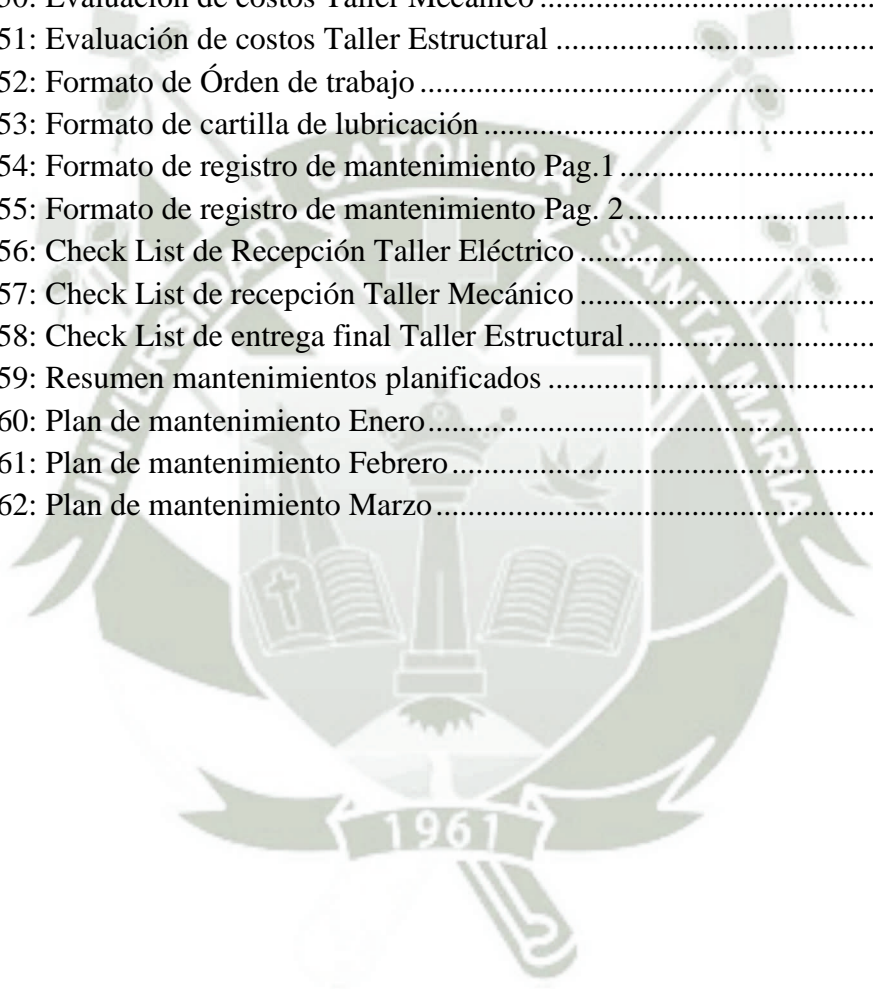 50: Evaluación de costos Taller Mecánico ........................................................
51: Evaluación de costos Taller Estructural ......................................................
52: Formato de Órden de trabajo ........................................................................
53: Formato de cartilla de lubricación ...............................................................
54: Formato de registro de mantenimiento Pag.1 ..........................................
55: Formato de registro de mantenimiento Pag. 2 .........................................
56: Check List de Recepción Taller Eléctrico .................................................
57: Check List de recepción Taller Mecánico ..................................................
58: Check List de entrega final Taller Estructural .........................................
59: Resumen mantenimientos planificados ......................................................
60: Plan de mantenimiento Enero .......................................................................
61: Plan de mantenimiento Febrero ...................................................................
62: Plan de mantenimiento Marzo ......................................................................
UNIVERSIDAD CATOLICA SANTA MARIA
1961